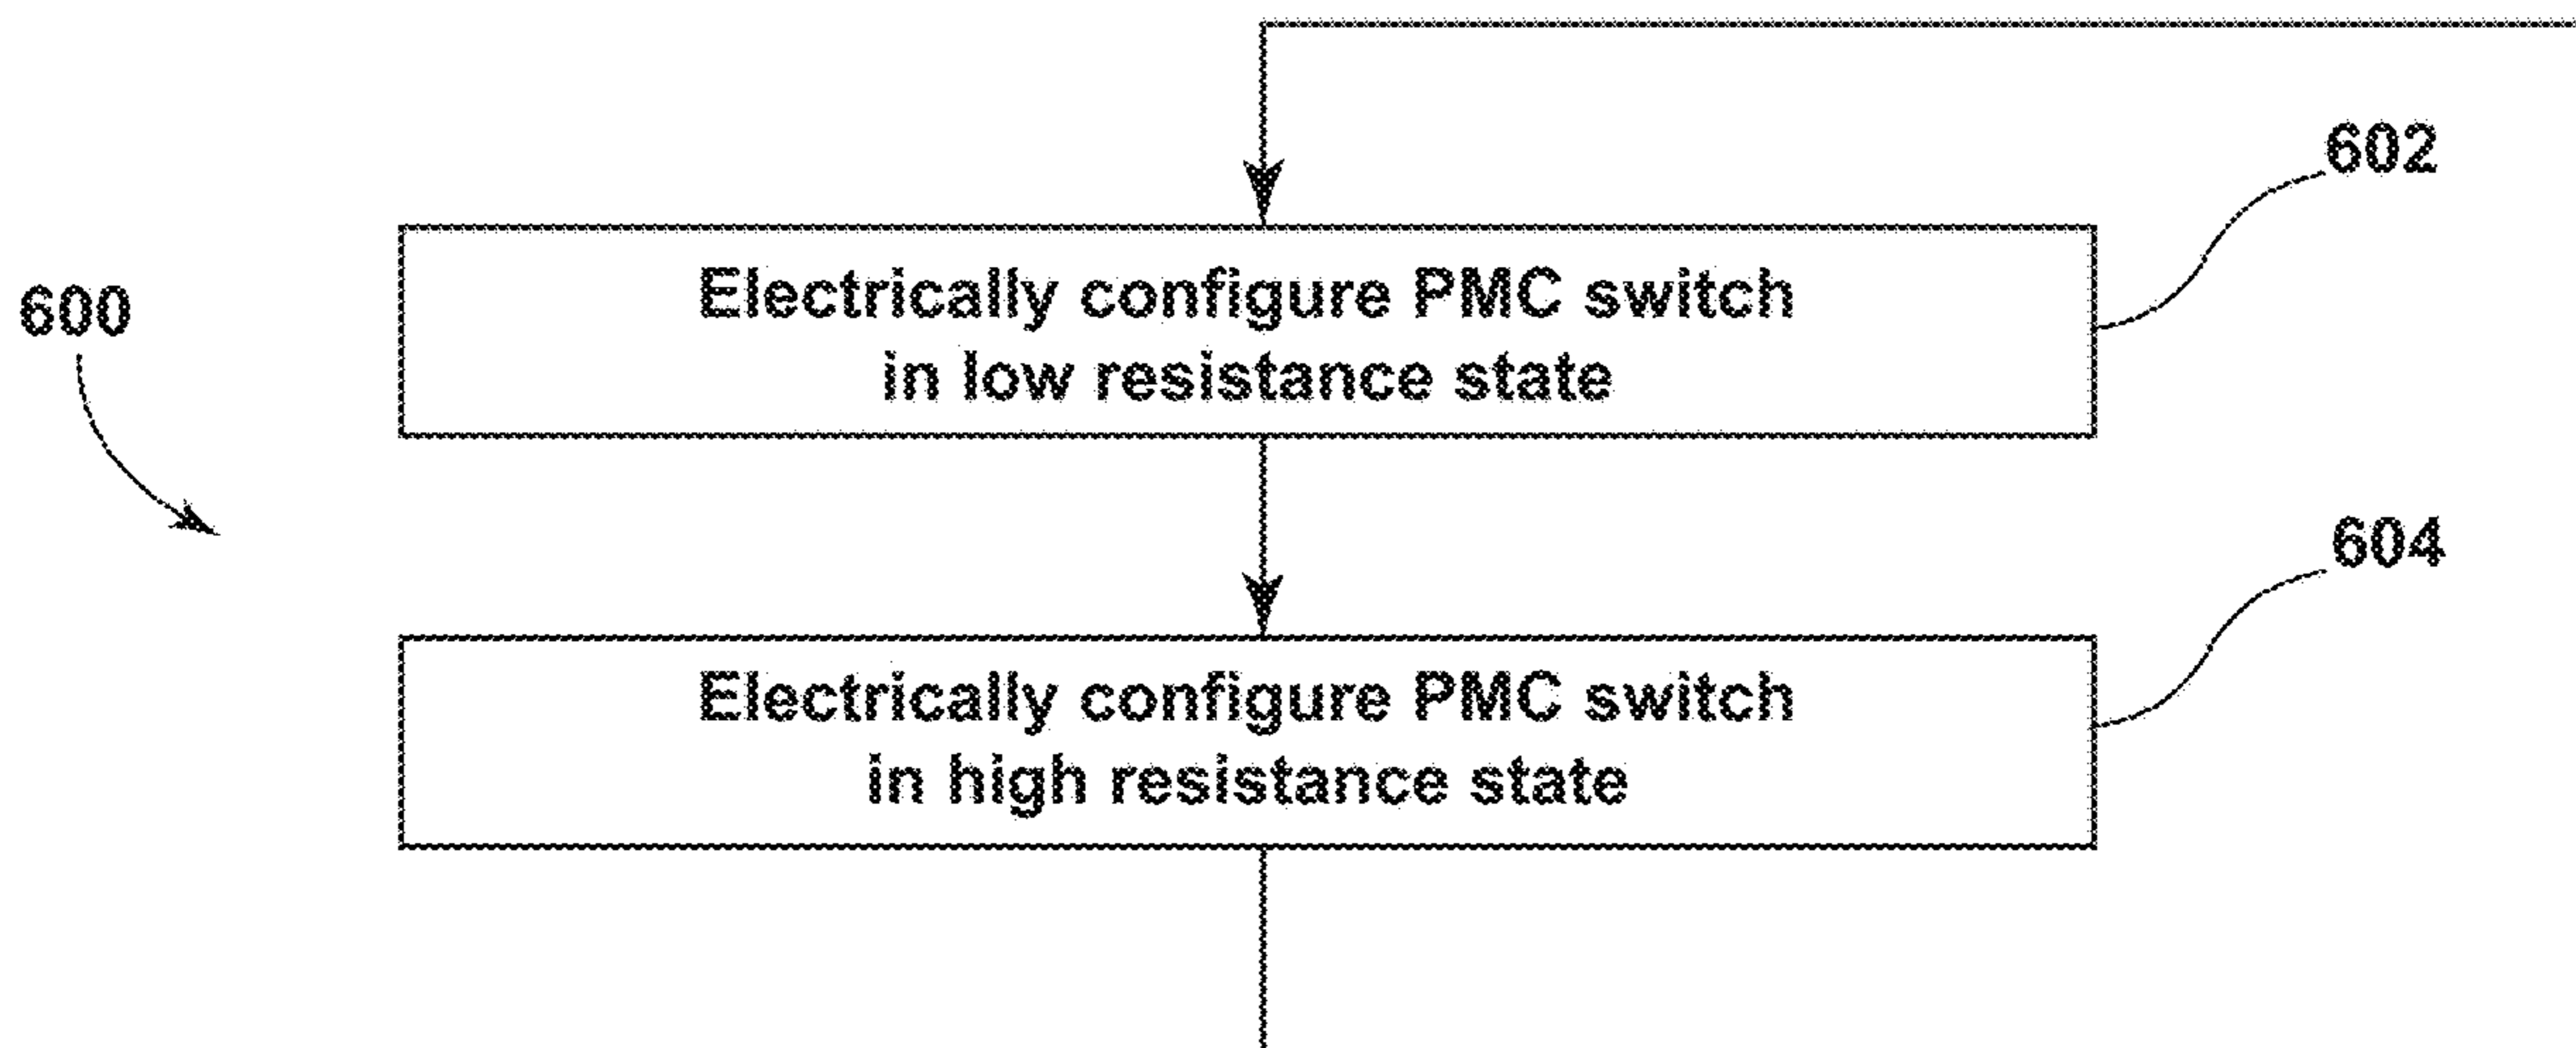 602
Electrically configure PMC switch
in low resistance state
600
604
Electrically configure PMC switch
in high resistance state